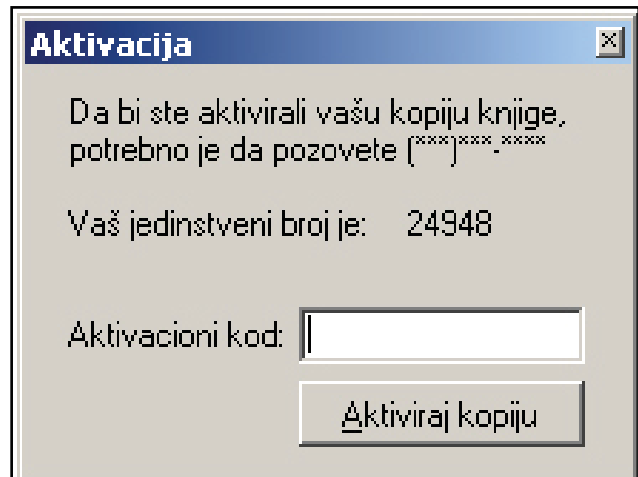 Aktivacija
Da bi ste aktivirali vašu kopiju knjige,
potrebno je da pozovete (***)***-****
Vaš jedinstveni broj je: 24948
Aktivacioni kod:
Aktiviraj kopiju